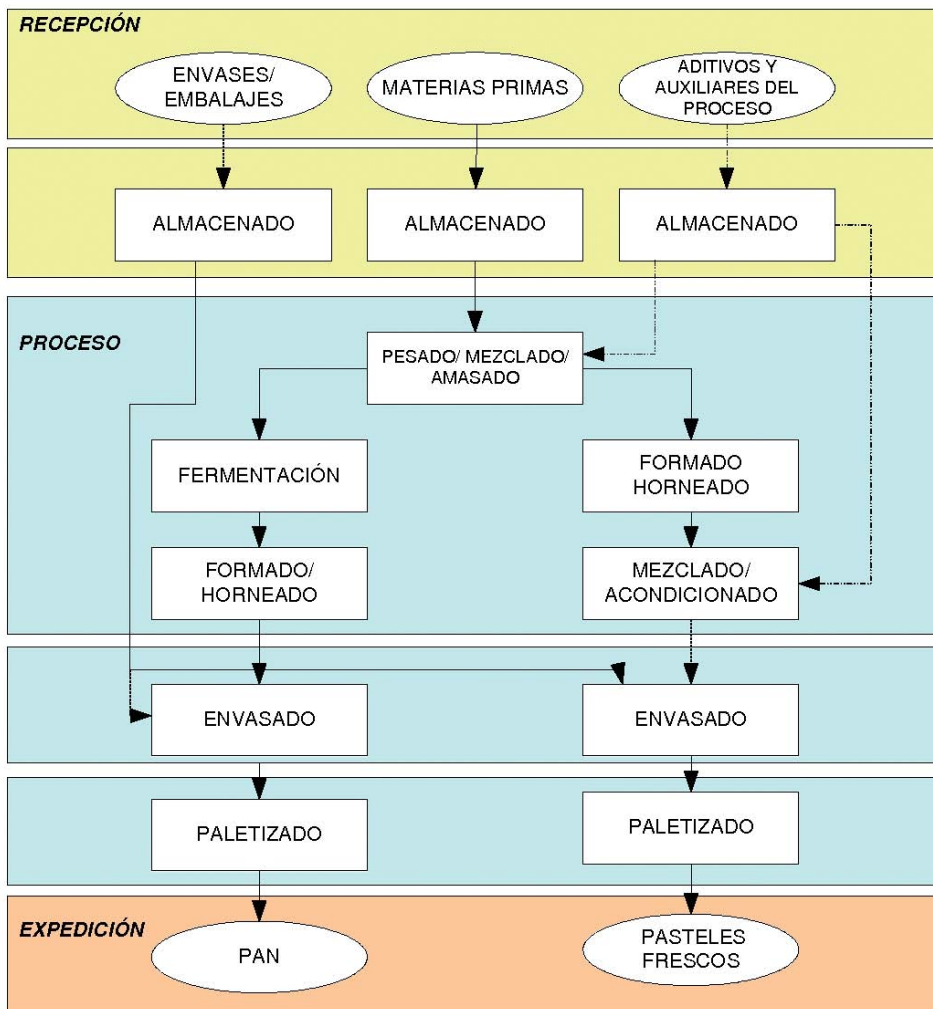 RECEPCIÓN
ENVASES/
EMBALAJES
MATERIAS PRIMAS
ADITIVOS Y
AUXILIARES DEL
PROCESO
ALMACENADO
ALMACENADO
ALMACENADO
PROCESO
PESADO/ MEZCLADO/
AMASADO
FERMENTACIÓN
FORMADO
HORNEADO
FORMADO/
HORNEADO
MEZCLADO/
ACONDICIONADO
ENVASADO
ENVASADO
PALETIZADO
PALETIZADO
EXPEDICIÓN
PAN
PASTELES
FRESCOS